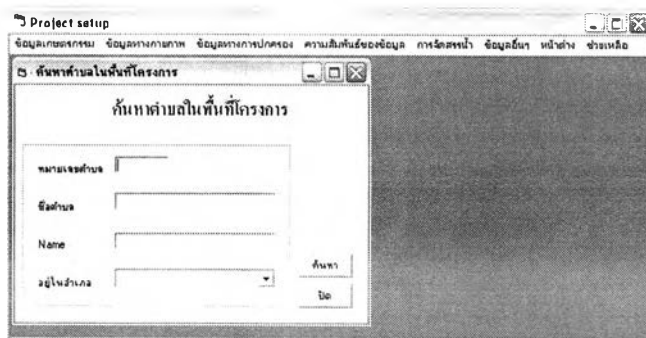 Project setup
ข้อมูลเกษตรกรรม ข้อมูลทางกายภาพ ข้อมูลทางการปกครอง ความสัมพันธ์ของข้อมูล การจัดสรรน้ำ ข้อมูลอื่นๆ หน้าต่าง ช่วยเหลือ
ค้นหาตำบลในพื้นที่โครงการ
ค้นหาตำบลในพื้นที่โครงการ
หมายเลขตำบล
ชื่อตำบล
Name
อยู่ในอำเภอ
ค้นหา
ปิด